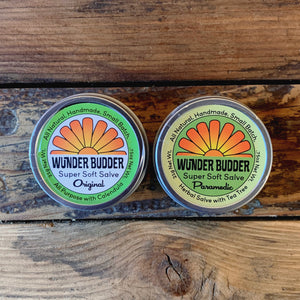 All Natural, Handmade, Small Batch
WUNDER BUDDER
Super Soft Salve
Original
All Purpose with Calendula
All Natural, Handmade, Small Batch
WUNDER BUDDER
Super Soft Salve
Paramedic
Herbal Salve with Tea Tree